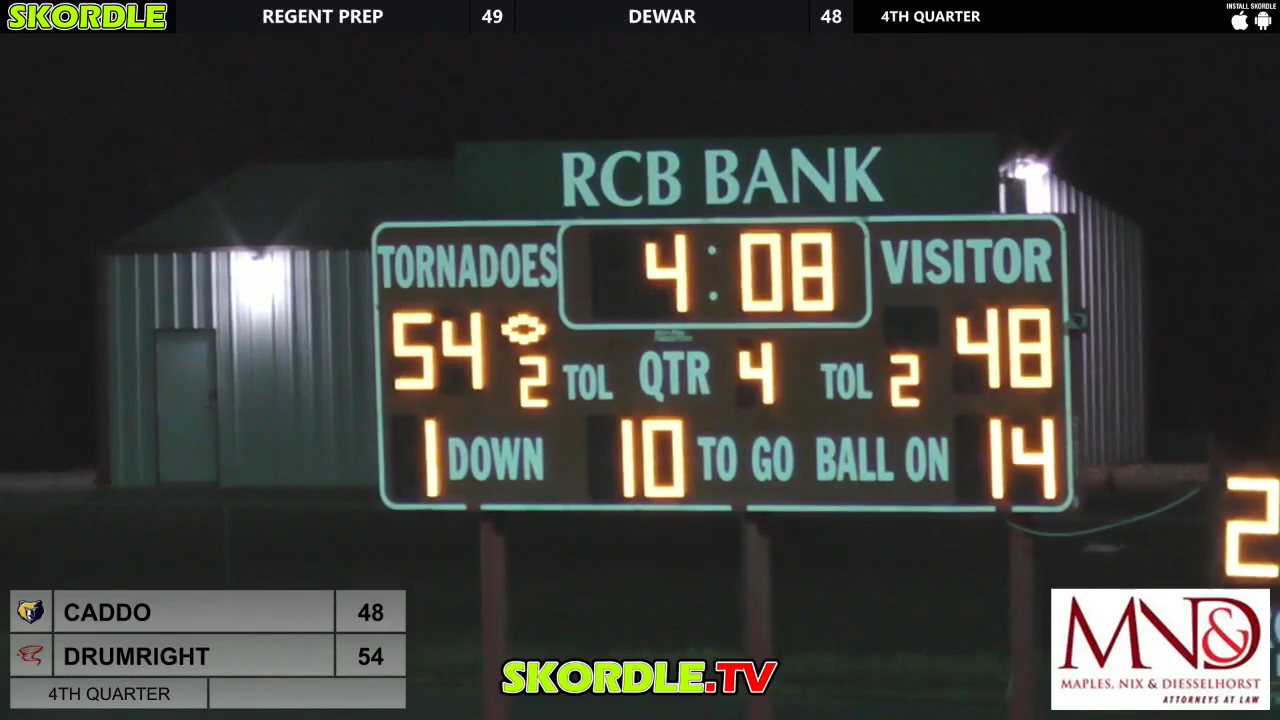 SKORDLE REGENT PREP 49 DEWAR 48 4TH QUARTER INSTALL SKORDLE
RCB BANK
TORNADOES 4:08 VISITOR
54 2 TOL QTR 4 TOL 2 48
1 DOWN 10 TO GO BALL ON 14
2
CADDO 48
DRUMRIGHT 54
4TH QUARTER
SKORDLE.TV
MN&D
MAPLES, NIX & DIESSELHORST
ATTORNEYS AT LAW